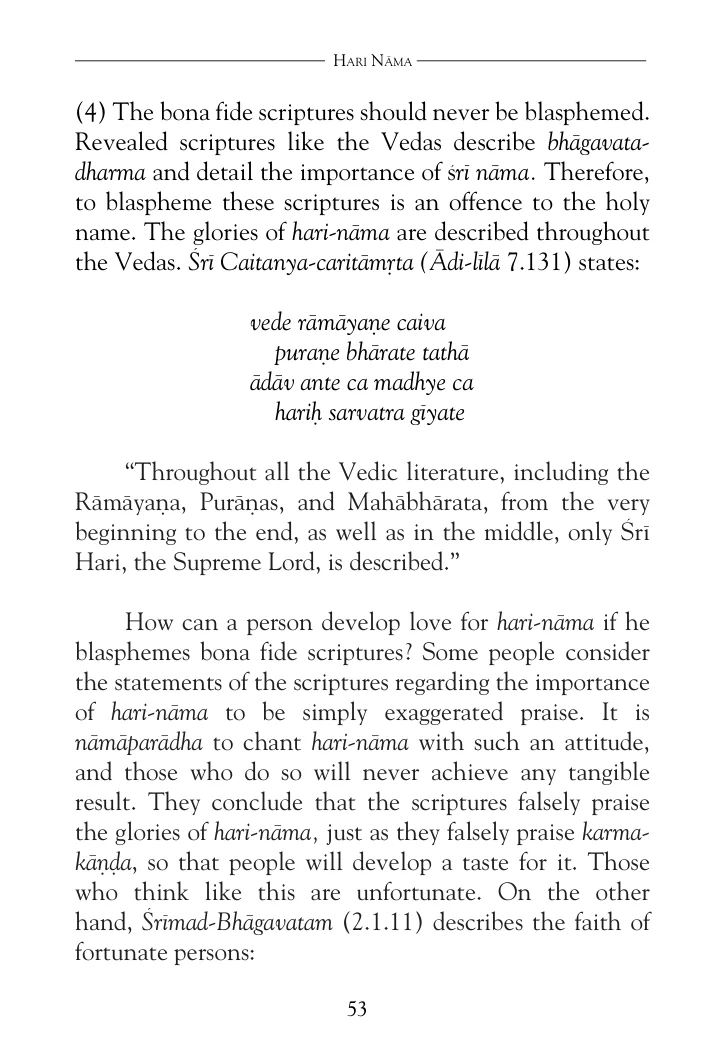 Hari Nāma
(4) The bona fide scriptures should never be blasphemed.
Revealed scriptures like the Vedas describe bhāgavata-
dharma and detail the importance of śrī nāma. Therefore,
to blaspheme these scriptures is an offence to the holy
name. The glories of hari-nāma are described throughout
the Vedas. Śrī Caitanya-caritāmṛta (Ādi-līlā 7.131) states:
vede rāmāyaṇe caiva
puraṇe bhārate tathā
ādāv ante ca madhye ca
hariḥ sarvatra gīyate
“Throughout all the Vedic literature, including the
Rāmāyaṇa, Purāṇas, and Mahābhārata, from the very
beginning to the end, as well as in the middle, only Śrī
Hari, the Supreme Lord, is described.”
How can a person develop love for hari-nāma if he
blasphemes bona fide scriptures? Some people consider
the statements of the scriptures regarding the importance
of hari-nāma to be simply exaggerated praise. It is
nāmāparādha to chant hari-nāma with such an attitude,
and those who do so will never achieve any tangible
result. They conclude that the scriptures falsely praise
the glories of hari-nāma, just as they falsely praise karma-
kāṇḍa, so that people will develop a taste for it. Those
who think like this are unfortunate. On the other
hand, Śrīmad-Bhāgavatam (2.1.11) describes the faith of
fortunate persons:
53